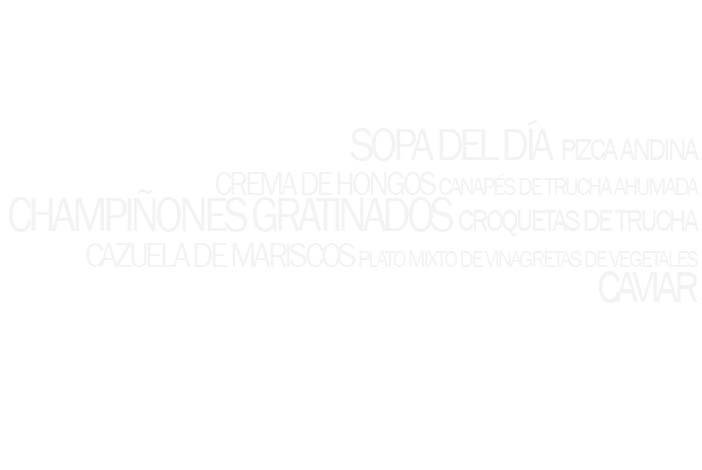 SOPA DEL DÍA PIZCA ANDINA
CREMA DE HONGOS CANAPÉS DE TRUCHA AHUMADA
CHAMPIÑONES GRATINADOS CROQUETAS DE TRUCHA
CAZUELA DE MARISCOS PLATO MIXTO DE VINAGRETAS DE VEGETALES
CAVIAR